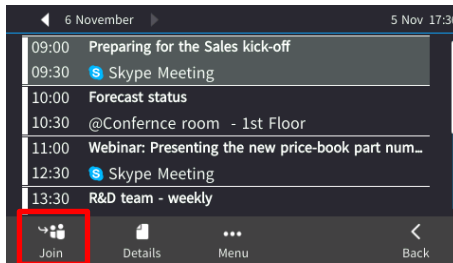 6 November 5 Nov 17:3
09:00 Preparing for the Sales kick-off
09:30 Skype Meeting
10:00 Forecast status
10:30 @Confernce room - 1st Floor
11:00 Webinar: Presenting the new price-book part num...
12:30 Skype Meeting
13:30 R&D team - weekly
Join Details Menu Back